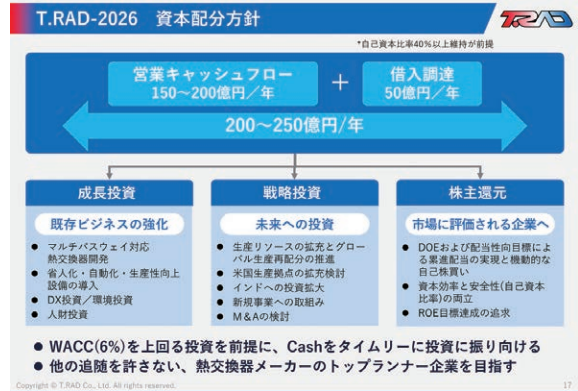 T.RAD-2026 資本配分方針
T.RAD
*自己資本比率40%以上維持が前提
営業キャッシュフロー
150～200億円／年
+
借入調達
50億円／年
200～250億円/年
成長投資
既存ビジネスの強化
● マルチパスウェイ対応
熱交換器開発
● 省人化・自動化・生産性向上
設備の導入
● DX投資／環境投資
● 人財投資
戦略投資
未来への投資
● 生産リソースの拡充とグロー
バル生産再配分の推進
● 米国生産拠点の拡充検討
● インドへの投資拡大
● 新規事業への取組み
● M＆Aの検討
株主還元
市場に評価される企業へ
● DOEおよび配当性向目標によ
る累進配当の実現と機動的な
自己株買い
● 資本効率と安全性(自己資本
比率)の両立
● ROE目標達成の追求
● WACC(6%)を上回る投資を前提に、Cashをタイムリーに投資に振り向ける
● 他の追随を許さない、熱交換器メーカーのトップランナー企業を目指す
Copyright © T.RAD Co., Ltd. All rights reserved.
17